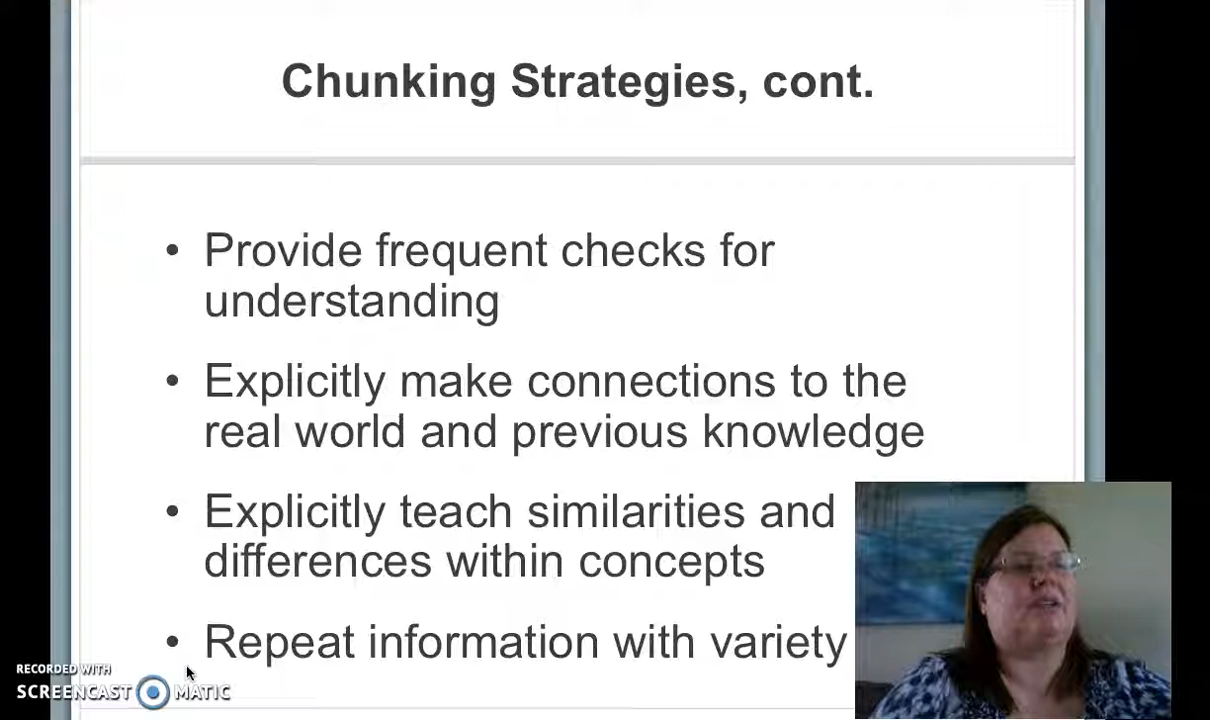 Chunking Strategies, cont.
• Provide frequent checks for
understanding
• Explicitly make connections to the
real world and previous knowledge
• Explicitly teach similarities and
differences within concepts
• Repeat information with variety
RECORDED WITH
SCREENCAST MATIC